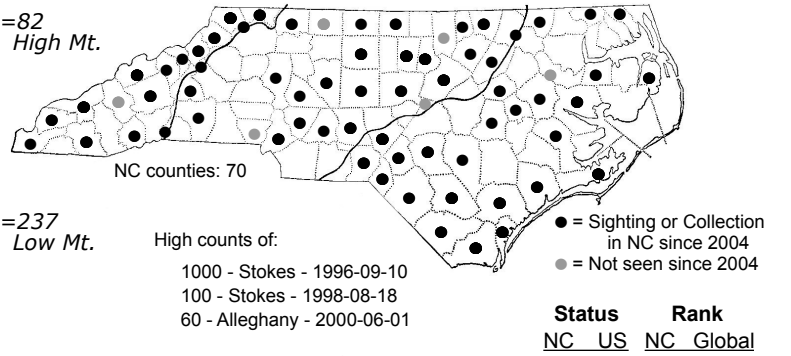 =82
High Mt.
NC counties: 70
=237
Low Mt.
High counts of:
1000 - Stokes - 1996-09-10
100 - Stokes - 1998-08-18
60 - Alleghany - 2000-06-01
● = Sighting or Collection
in NC since 2004
● = Not seen since 2004
Status Rank
NC US NC Global